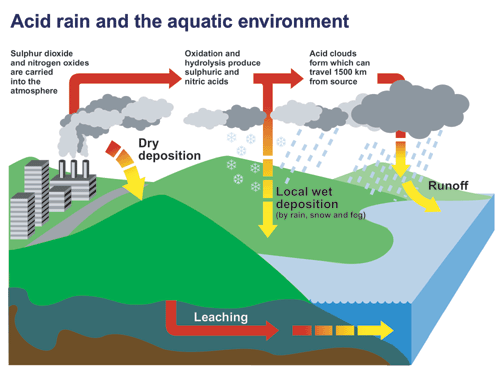 Acid rain and the aquatic environment
Sulphur dioxide
and nitrogen oxides
are carried
into the
atmosphere
Oxidation and
hydrolysis produce
sulphuric and
nitric acids
Acid clouds
form which can
travel 1500 km
from source
Dry
deposition
Local wet
deposition
(by rain, snow and fog)
Runoff
Leaching